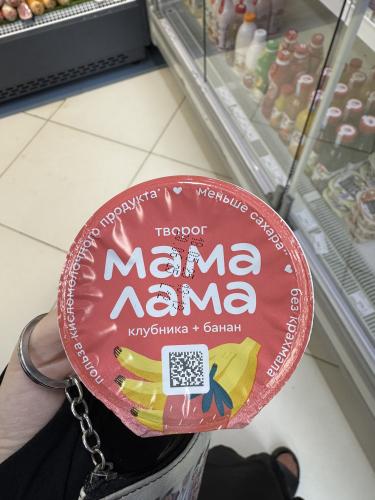 польза кисломолочного продукта* ♥ меньше сахара** ♥ без крахмала
творог
мама
лама
клубника + банан